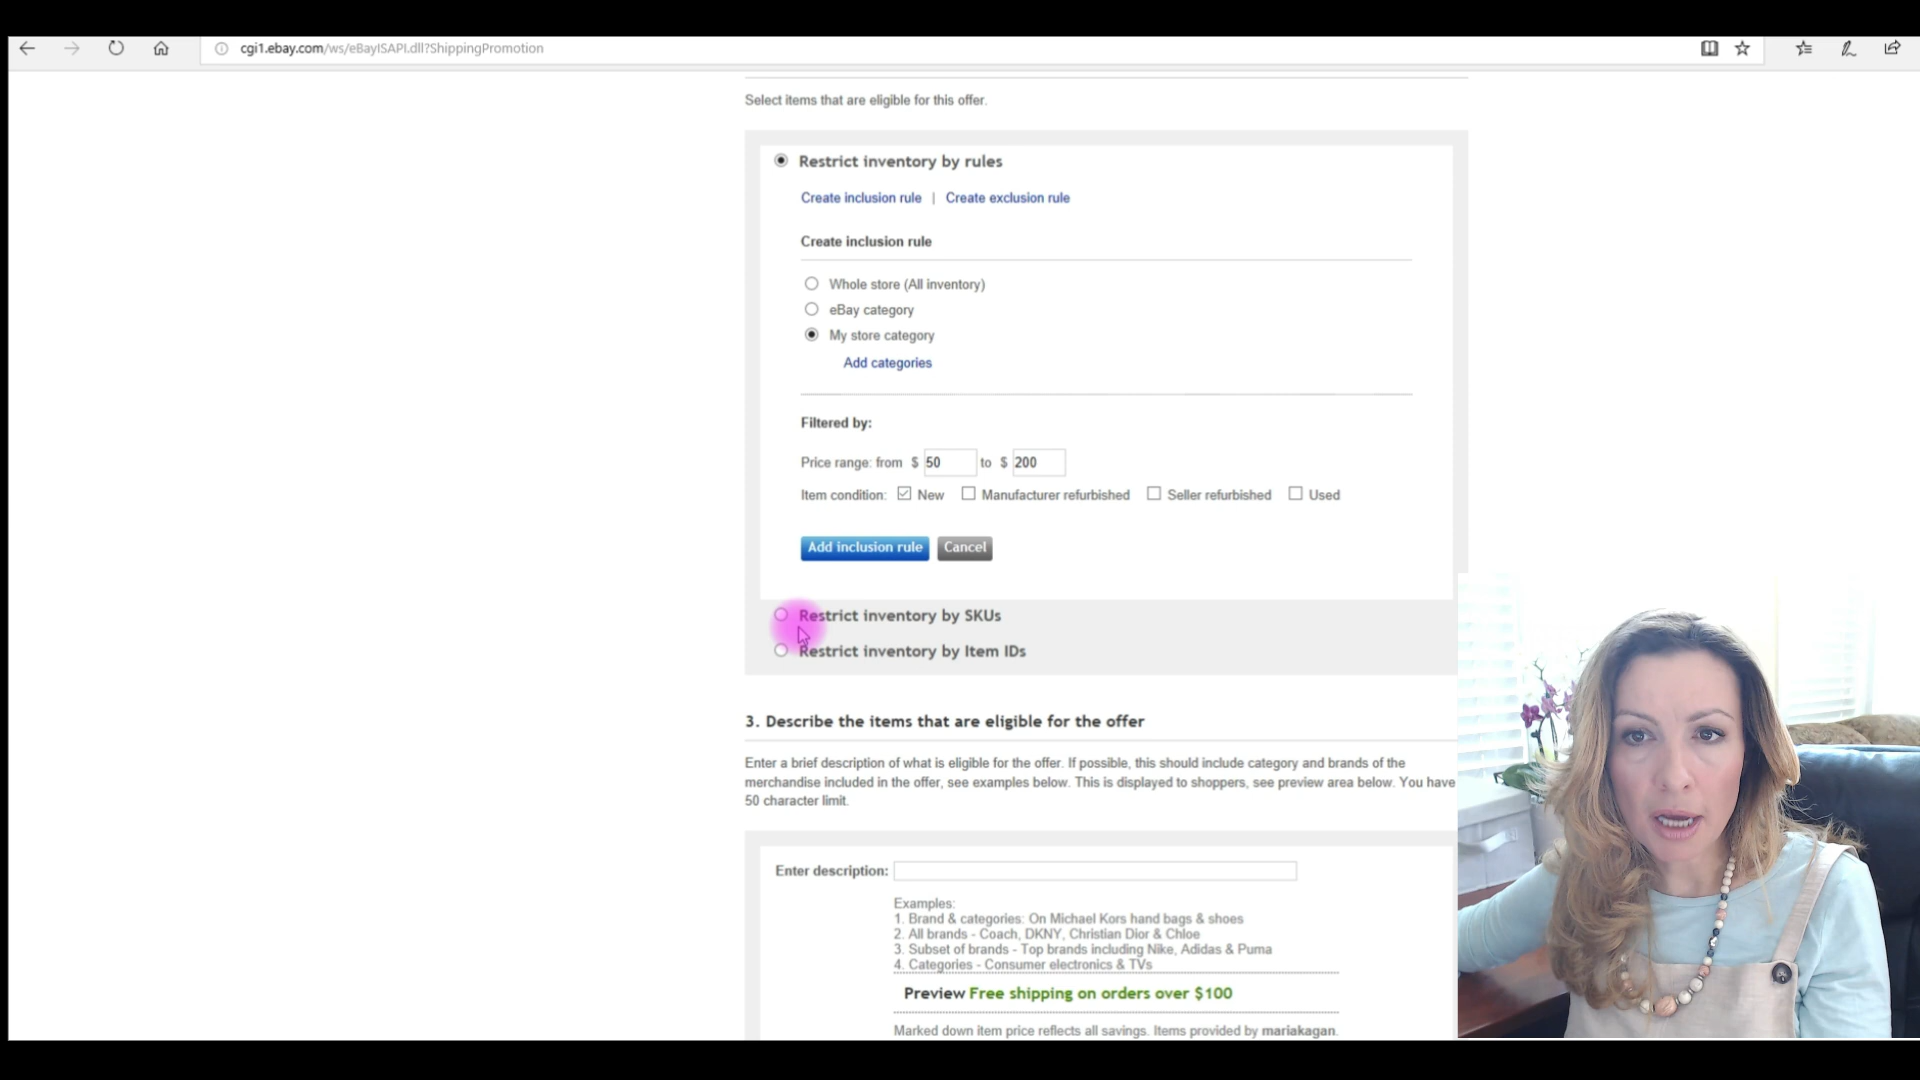 cgi1.ebay.com/ws/eBayISAPI.dll?ShippingPromotion
Select items that are eligible for this offer.
Restrict inventory by rules
Create inclusion rule | Create exclusion rule
Create inclusion rule
Whole store (All inventory)
eBay category
My store category
Add categories
Filtered by:
Price range: from $ 50 to $ 200
Item condition: New Manufacturer refurbished Seller refurbished Used
Add inclusion rule Cancel
Restrict inventory by SKUs
Restrict inventory by Item IDs
3. Describe the items that are eligible for the offer
Enter a brief description of what is eligible for the offer. If possible, this should include category and brands of the
merchandise included in the offer, see examples below. This is displayed to shoppers, see preview area below. You have
50 character limit.
Enter description:
Examples:
1. Brand & categories: On Michael Kors hand bags & shoes
2. All brands - Coach, DKNY, Christian Dior & Chloe
3. Subset of brands - Top brands including Nike, Adidas & Puma
4. Categories - Consumer electronics & TVs
Preview Free shipping on orders over $100
Marked down item price reflects all savings. Items provided by mariakagan.